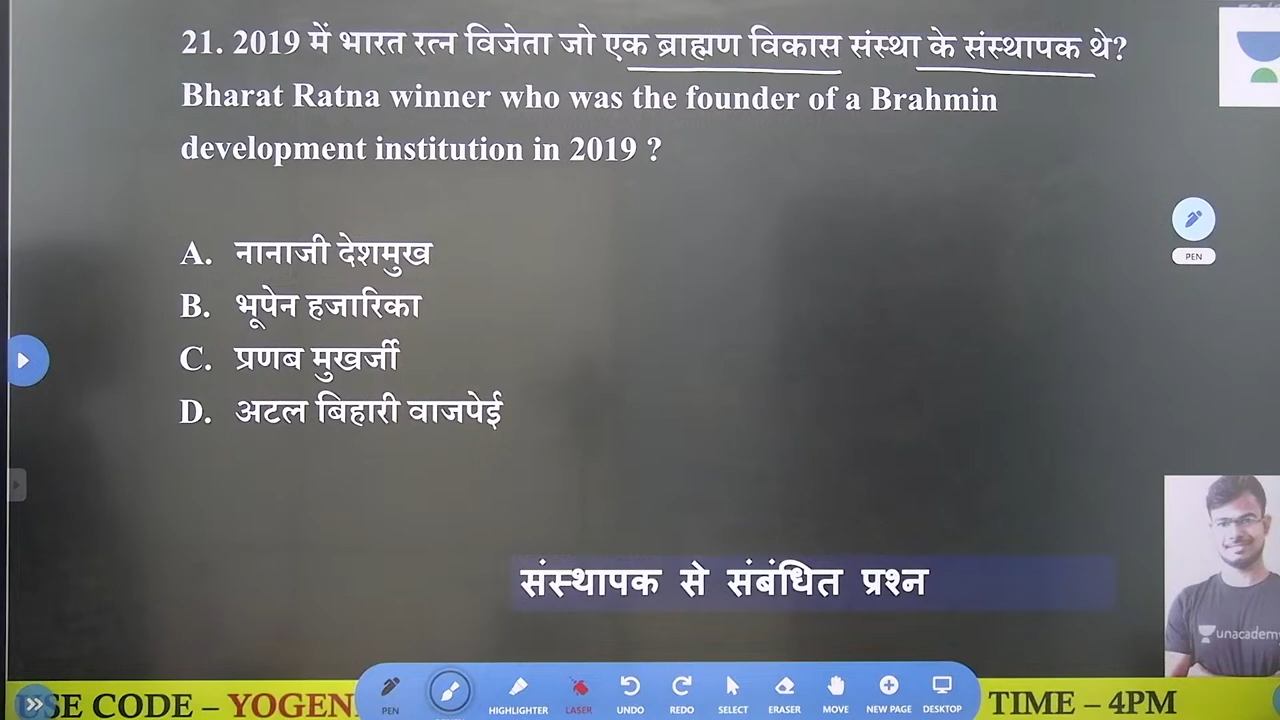 21. 2019 में भारत रत्न विजेता जो एक ब्राह्मण विकास संस्था के संस्थापक थे?
Bharat Ratna winner who was the founder of a Brahmin
development institution in 2019 ?
PEN
A. नानाजी देशमुख
B. भूपेन हजारिका
C. प्रणब मुखर्जी
D. अटल बिहारी वाजपेई
संस्थापक से संबंधित प्रश्न
unacademy
PEN
HIGHLIGHTER
LASER
UNDO
REDO
SELECT
ERASER
MOVE
NEW PAGE
DESKTOP
USE CODE – YOGEN
TIME – 4PM